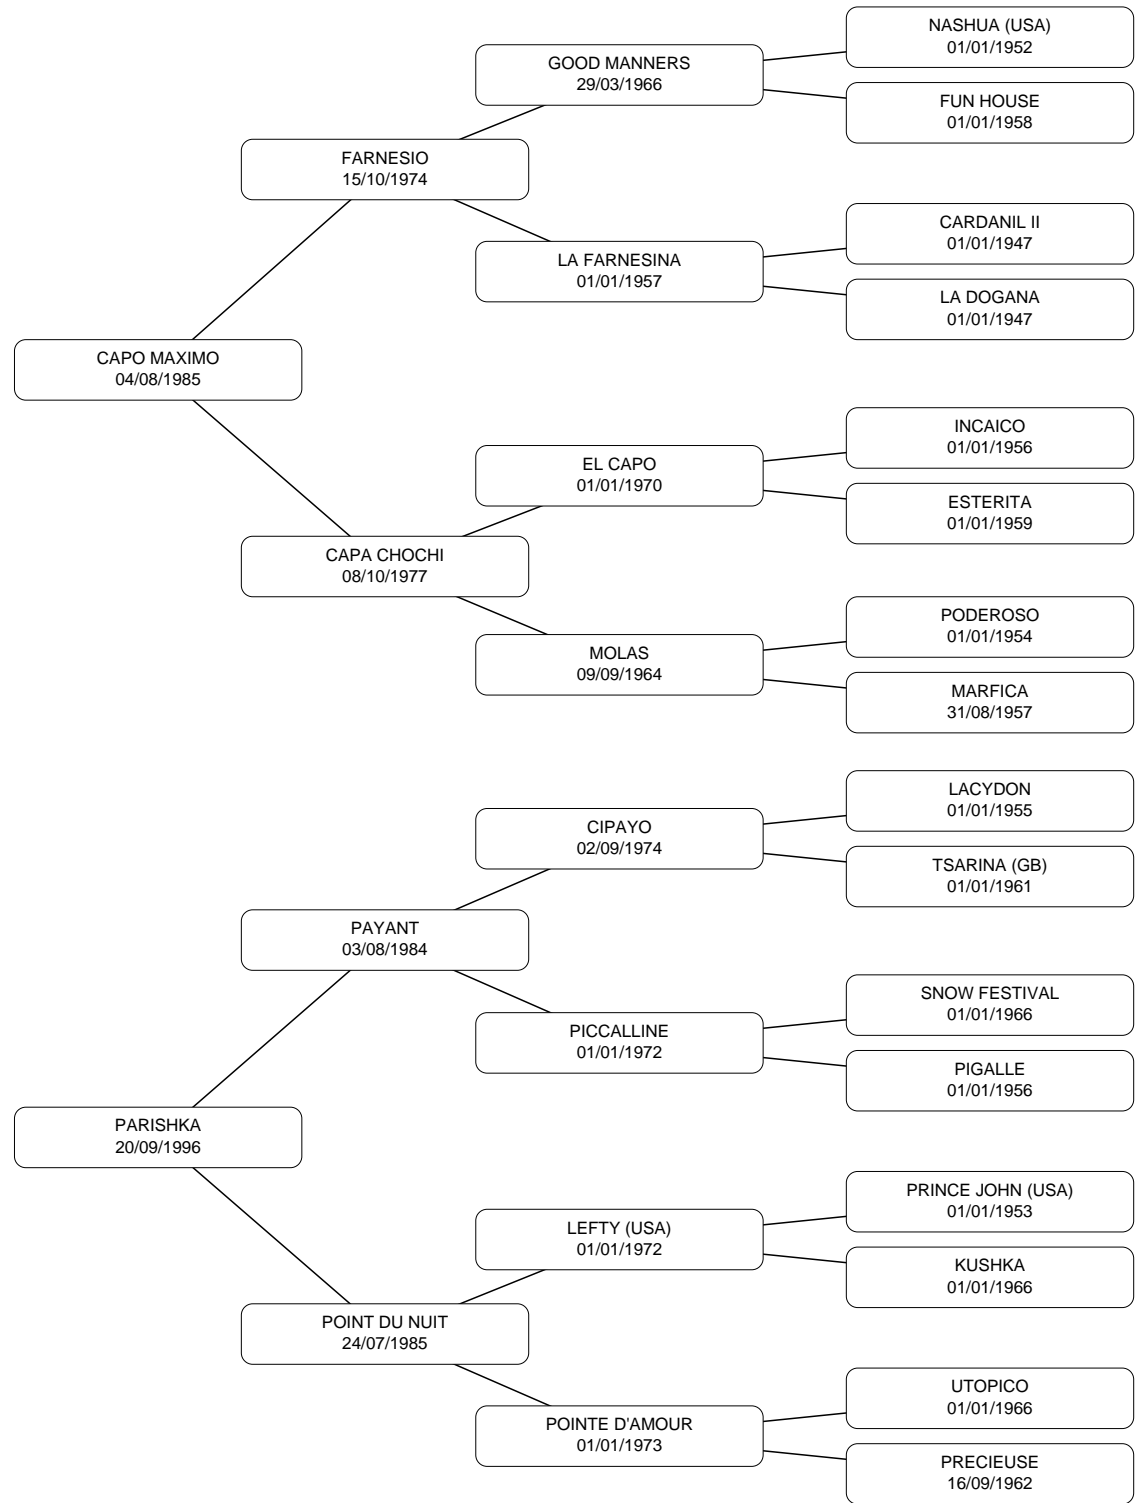 NASHUA (USA)
01/01/1952
GOOD MANNERS
29/03/1966
FUN HOUSE
01/01/1958
FARNESIO
15/10/1974
CARDANIL II
01/01/1947
LA FARNESINA
01/01/1957
LA DOGANA
01/01/1947
CAPO MAXIMO
04/08/1985
INCAICO
01/01/1956
EL CAPO
01/01/1970
ESTERITA
01/01/1959
CAPA CHOCHI
08/10/1977
PODEROSO
01/01/1954
MOLAS
09/09/1964
MARFICA
31/08/1957
LACYDON
01/01/1955
CIPAYO
02/09/1974
TSARINA (GB)
01/01/1961
PAYANT
03/08/1984
SNOW FESTIVAL
01/01/1966
PICCALLINE
01/01/1972
PIGALLE
01/01/1956
PARISHKA
20/09/1996
PRINCE JOHN (USA)
01/01/1953
LEFTY (USA)
01/01/1972
KUSHKA
01/01/1966
POINT DU NUIT
24/07/1985
UTOPICO
01/01/1966
POINTE D'AMOUR
01/01/1973
PRECIEUSE
16/09/1962